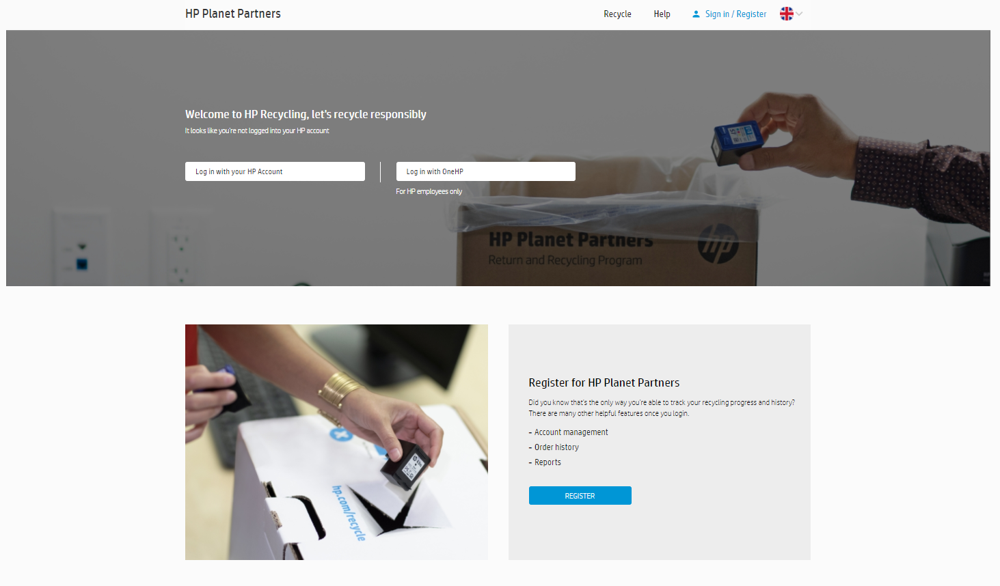 HP Planet Partners
Recycle
Help
Sign in / Register
Welcome to HP Recycling, let's recycle responsibly
It looks like you're not logged into your HP account
Log in with your HP Account
Log in with OneHP
For HP employees only
HP Planet Partners
Return and Recycling Program
hp
hp.com/recycle
Register for HP Planet Partners
Did you know that's the only way you're able to track your recycling progress and history?
There are many other helpful features once you login.
- Account management
- Order history
- Reports
REGISTER